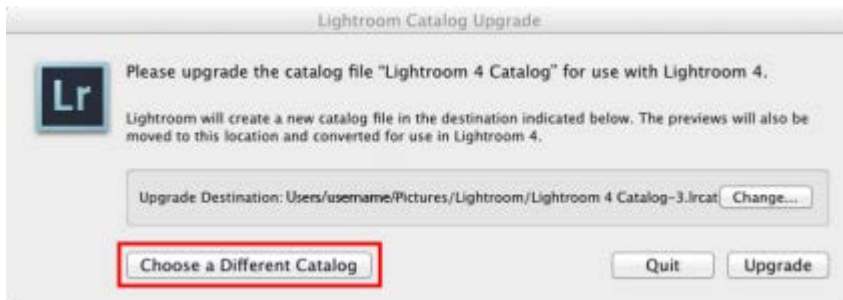 Lightroom Catalog Upgrade
Lr
Please upgrade the catalog file "Lightroom 4 Catalog" for use with Lightroom 4.
Lightroom will create a new catalog file in the destination indicated below. The previews will also be
moved to this location and converted for use in Lightroom 4.
Upgrade Destination: Users/username/Pictures/Lightroom/Lightroom 4 Catalog-3.lrcat Change...
Choose a Different Catalog Quit Upgrade